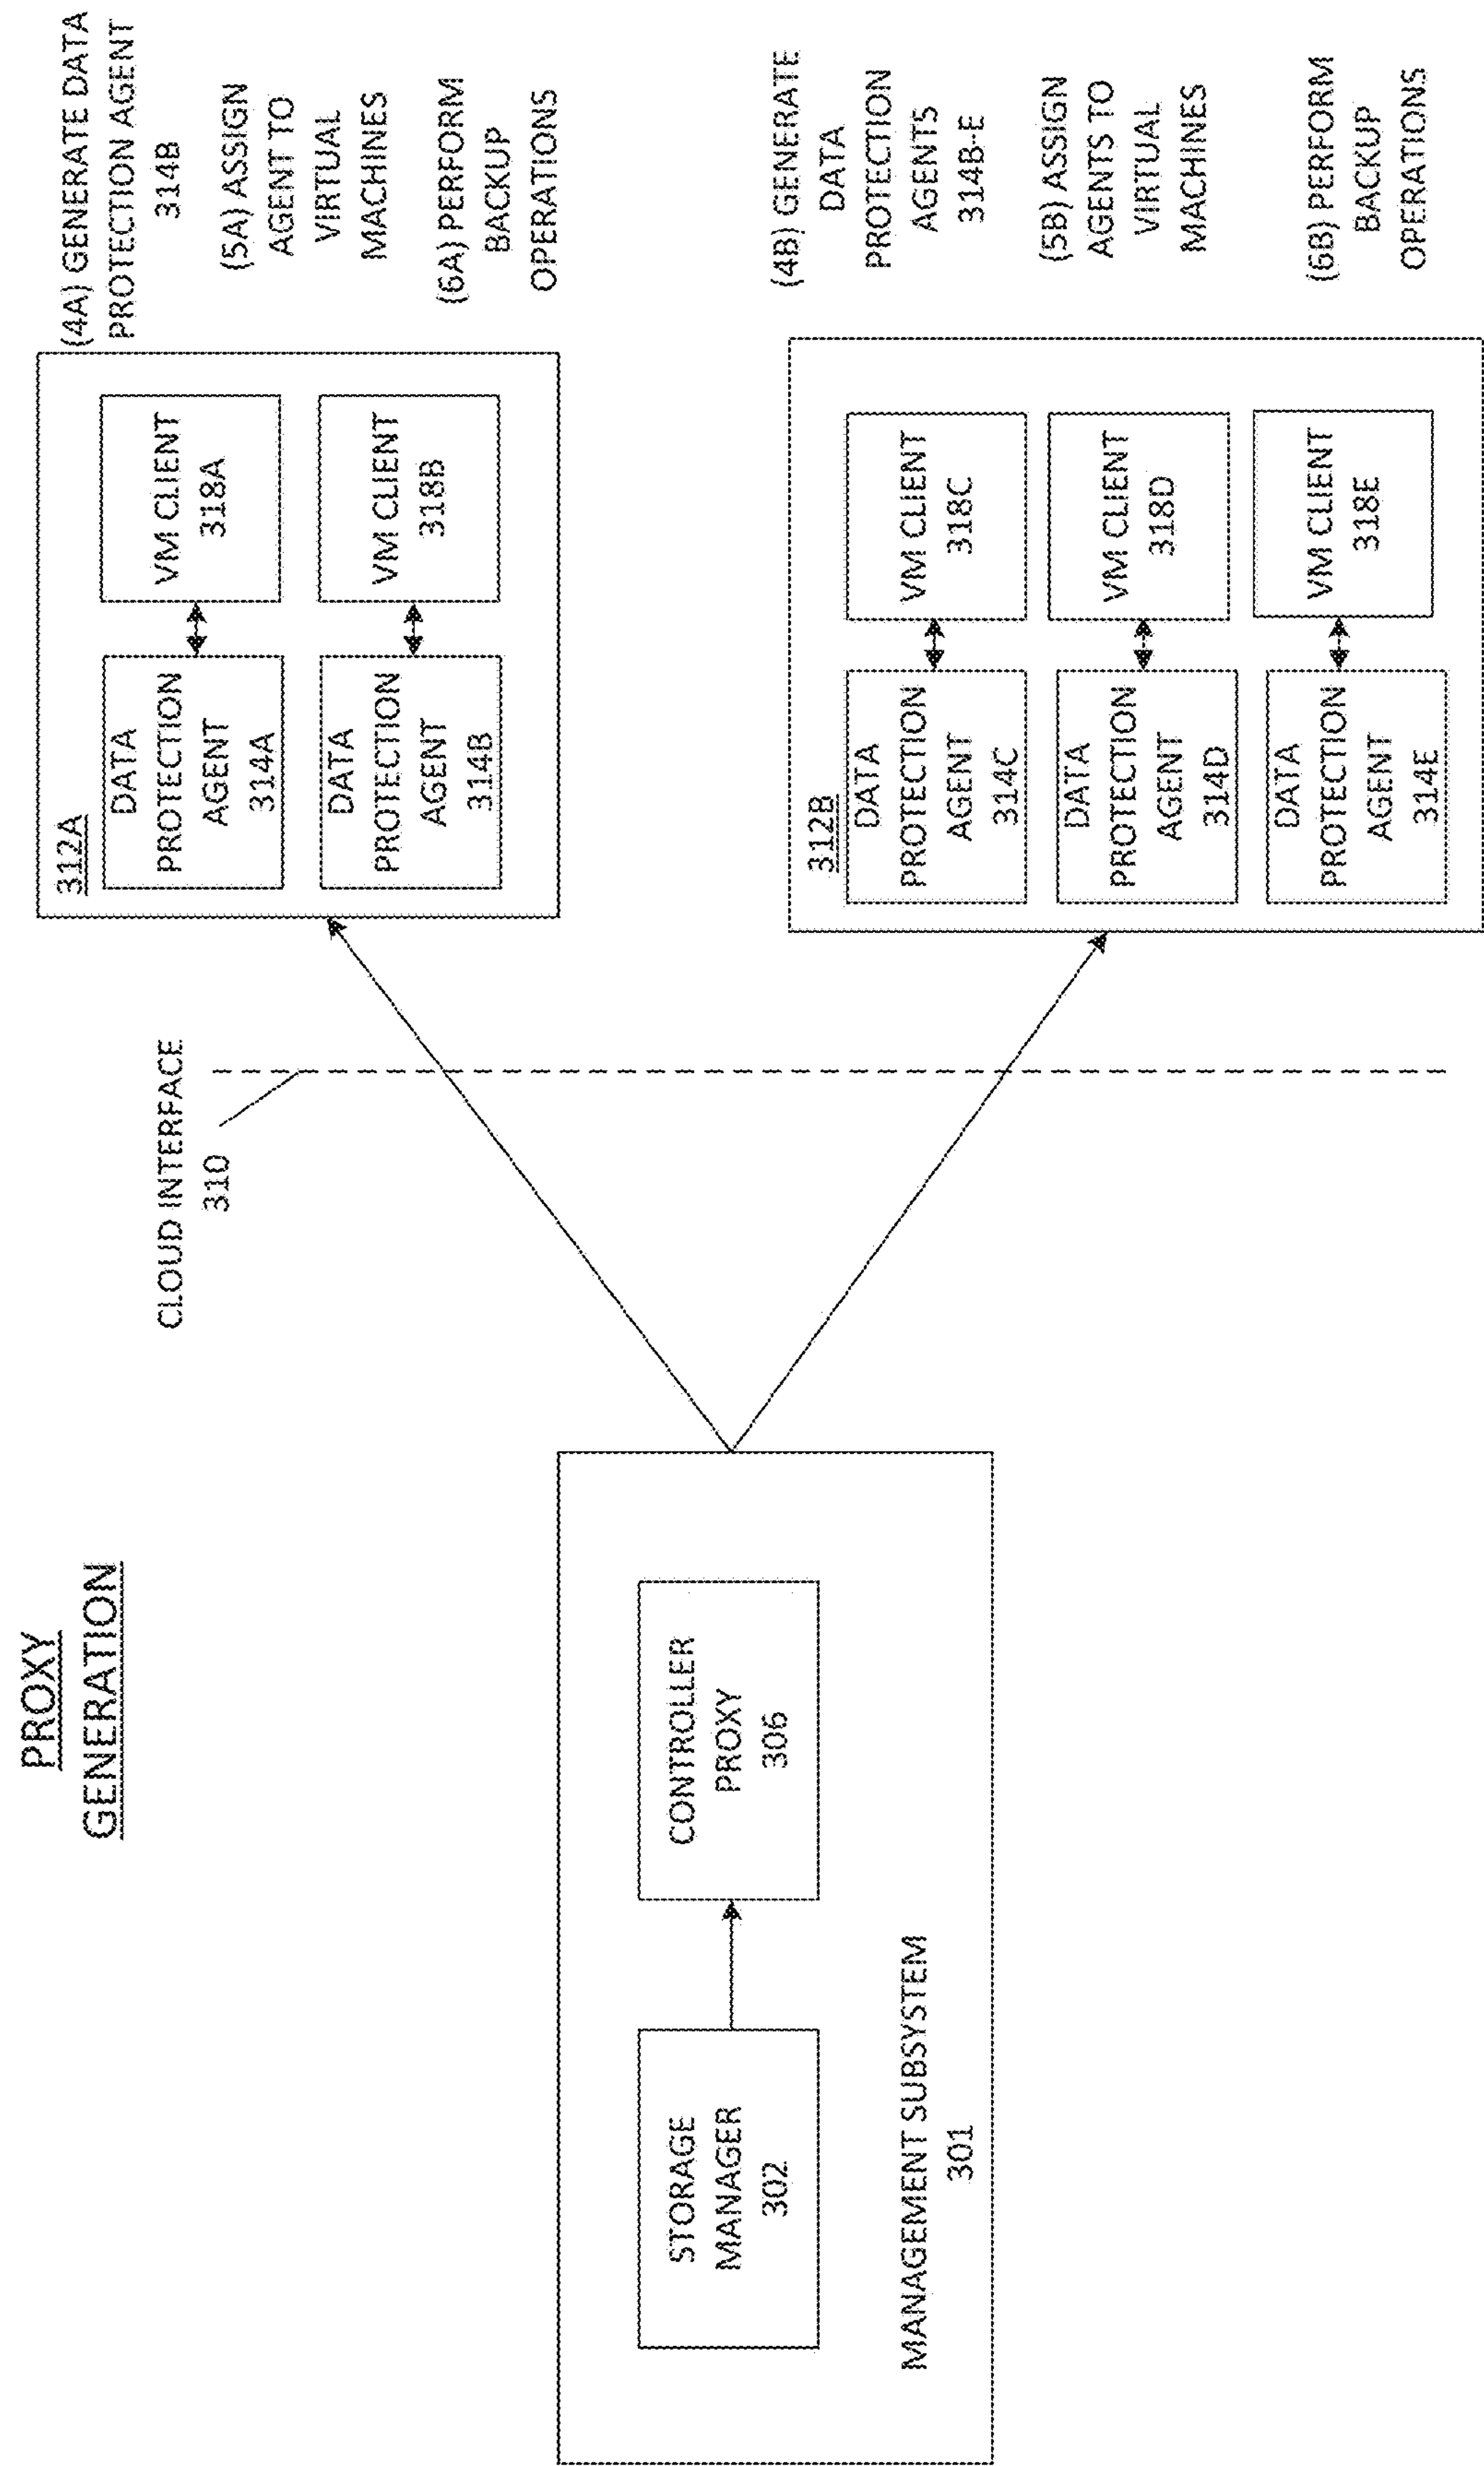 PROXY
GENERATION
CLOUD INTERFACE
310
STORAGE
MANAGER
302
CONTROLLER
PROXY
306
MANAGEMENT SUBSYSTEM
301
312A
DATA
PROTECTION
AGENT
314A
VM CLIENT
318A
DATA
PROTECTION
AGENT
314B
VM CLIENT
318B
(4A) GENERATE DATA
PROTECTION AGENT
314B
(5A) ASSIGN
AGENT TO
VIRTUAL
MACHINES
(6A) PERFORM
BACKUP
OPERATIONS
312B
DATA
PROTECTION
AGENT
314C
VM CLIENT
318C
DATA
PROTECTION
AGENT
314D
VM CLIENT
318D
DATA
PROTECTION
AGENT
314E
VM CLIENT
318E
(4B) GENERATE
DATA
PROTECTION
AGENTS
314B-E
(5B) ASSIGN
AGENTS TO
VIRTUAL
MACHINES
(6B) PERFORM
BACKUP
OPERATIONS